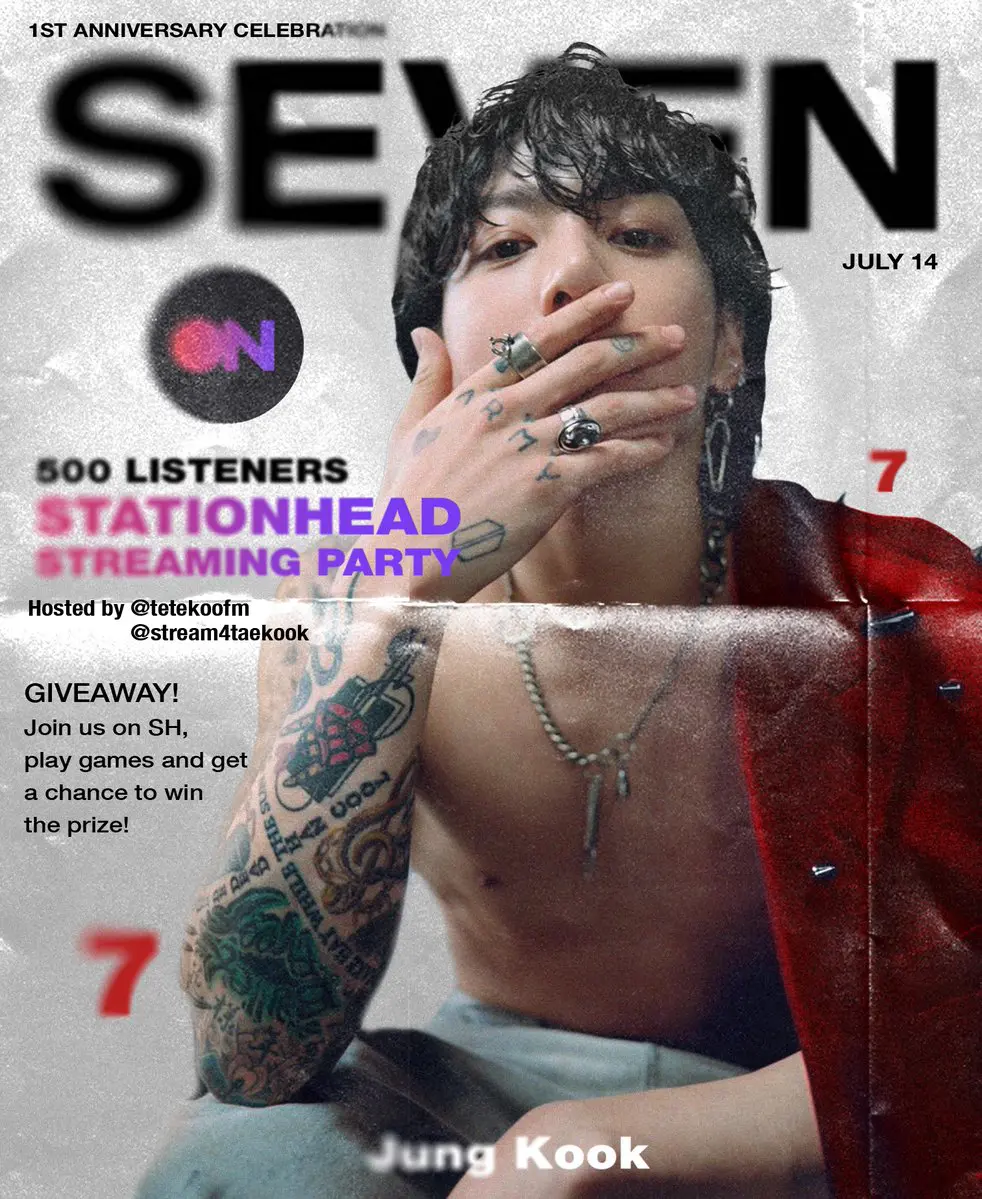 1ST ANNIVERSARY CELEBRATION
SEVEN
JULY 14
ON
500 LISTENERS
STATIONHEAD
STREAMING PARTY
7
Hosted by @tetekoofm
@stream4taekook
GIVEAWAY!
Join us on SH,
play games and get
a chance to win
the prize!
7
Jung Kook
ARMY